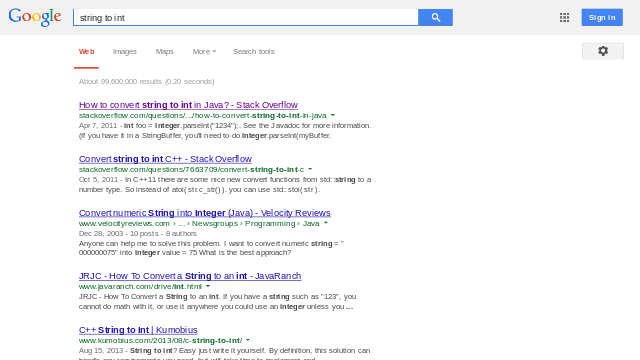 Google
string to int
Sign in
Web Images Maps More Search tools
About 99,600,000 results (0.20 seconds)
How to convert string to int in Java? - Stack Overflow
stackoverflow.com/questions/.../how-to-convert-string-to-int-in-java
Apr 7, 2011 - int foo = Integer.parseInt("1234");. See the Javadoc for more information.
(If you have it in a StringBuffer, you'll need to do Integer.parseInt(myBuffer.
Convert string to int C++ - Stack Overflow
stackoverflow.com/questions/7663709/convert-string-to-int-c
Oct 5, 2011 - In C++11 there are some nice new convert functions from std::string to a
number type. So instead of atoi( str.c_str() ). you can use std::stoi( str ).
Convert numeric String into Integer (Java) - Velocity Reviews
www.velocityreviews.com › ... › Newsgroups › Programming › Java
Dec 28, 2003 - 10 posts - 8 authors
Anyone can help me to solve this problem. I want to convert numeric string = "
000000075" into Integer value = 75 What is the best approach?
JRJC - How To Convert a String to an int - JavaRanch
www.javaranch.com/drive/int.html
JRJC - How To Convert a String to an int. If you have a string such as "123", you
cannot do math with it, or use it anywhere you could use an integer unless you ...
C++ String to Int | Kumobius
www.kumobius.com/2013/08/c-string-to-int/
Aug 15, 2013 - String to int? Easy just write it yourself. By definition, this solution can